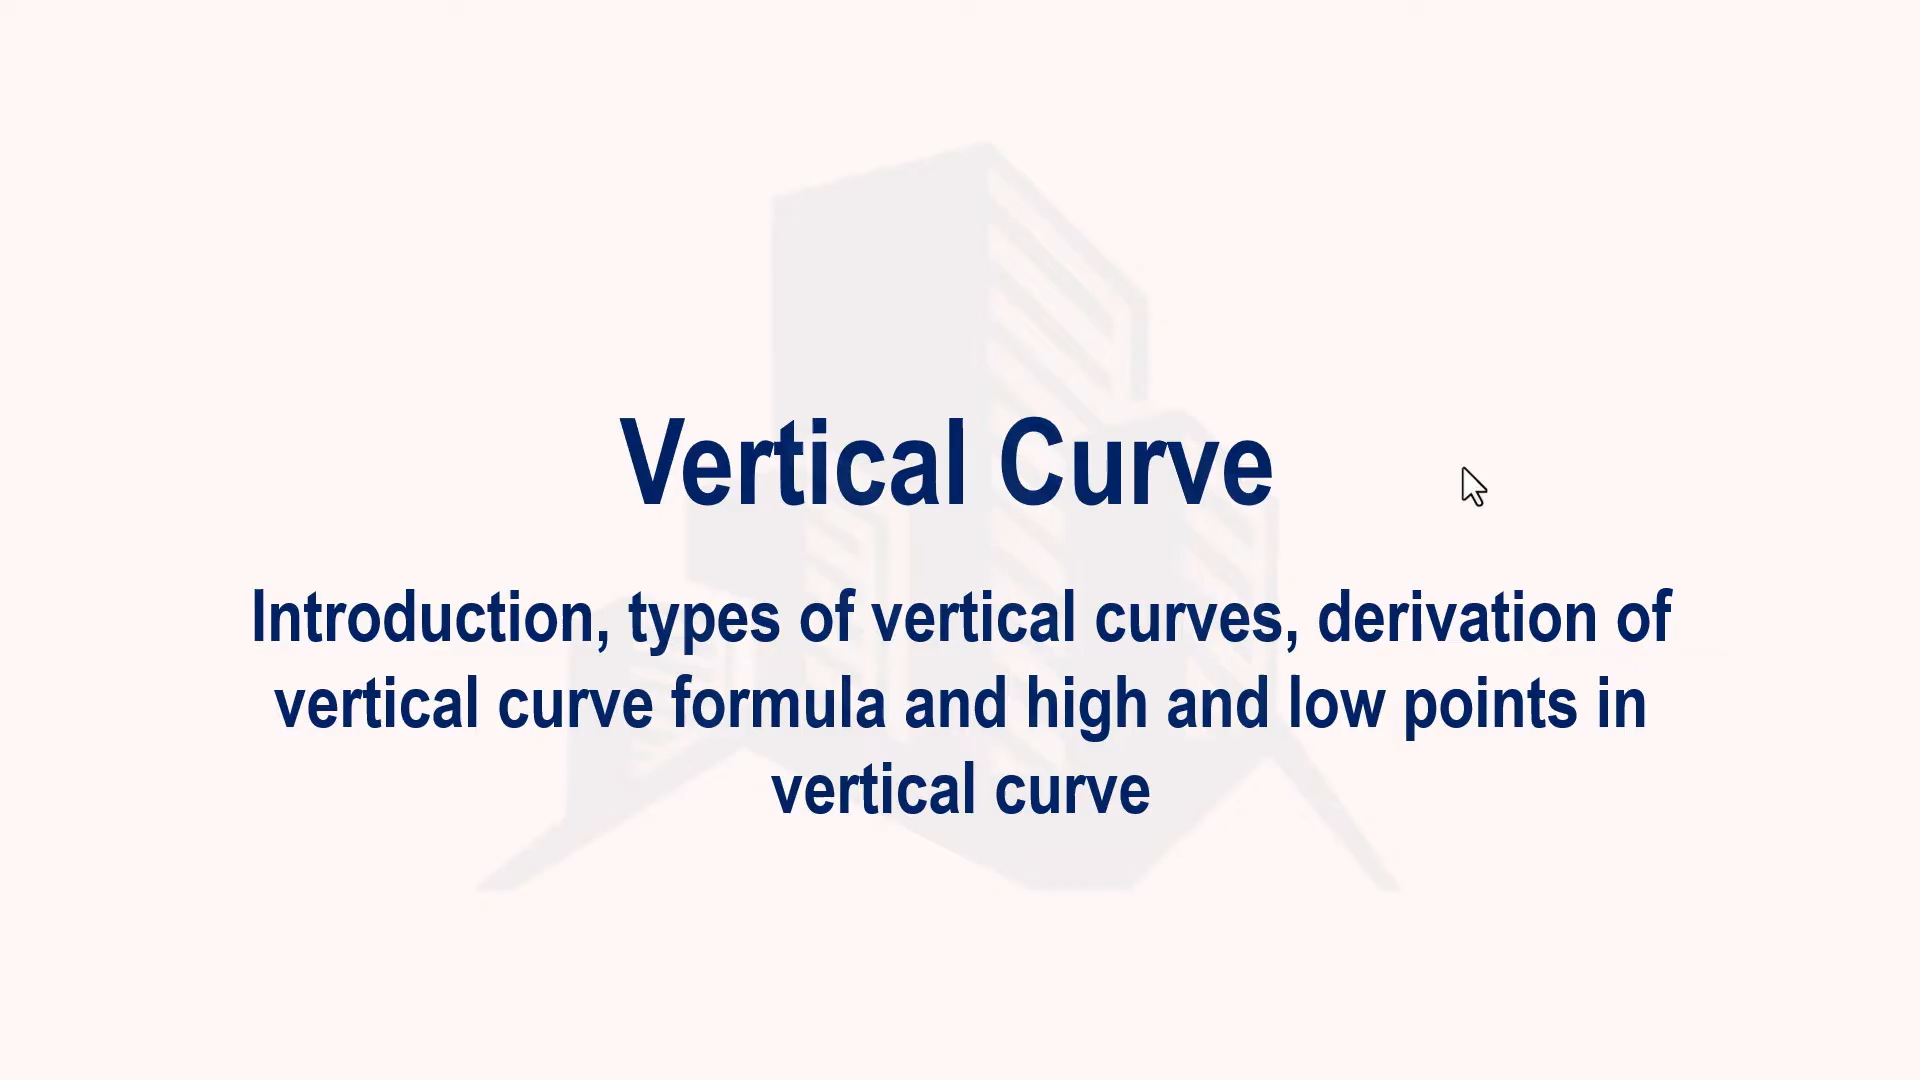 Vertical Curve
Introduction, types of vertical curves, derivation of
vertical curve formula and high and low points in
vertical curve